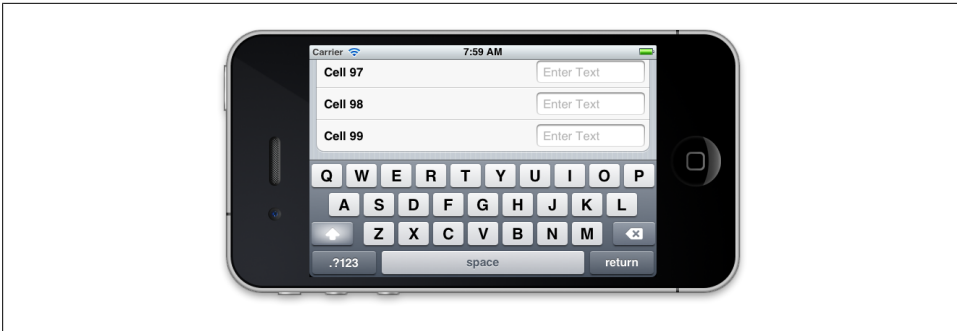 Carrier 7:59 AM
Cell 97 Enter Text
Cell 98 Enter Text
Cell 99 Enter Text
Q W E R T Y U I O P
A S D F G H J K L
Z X C V B N M
.?123 space return